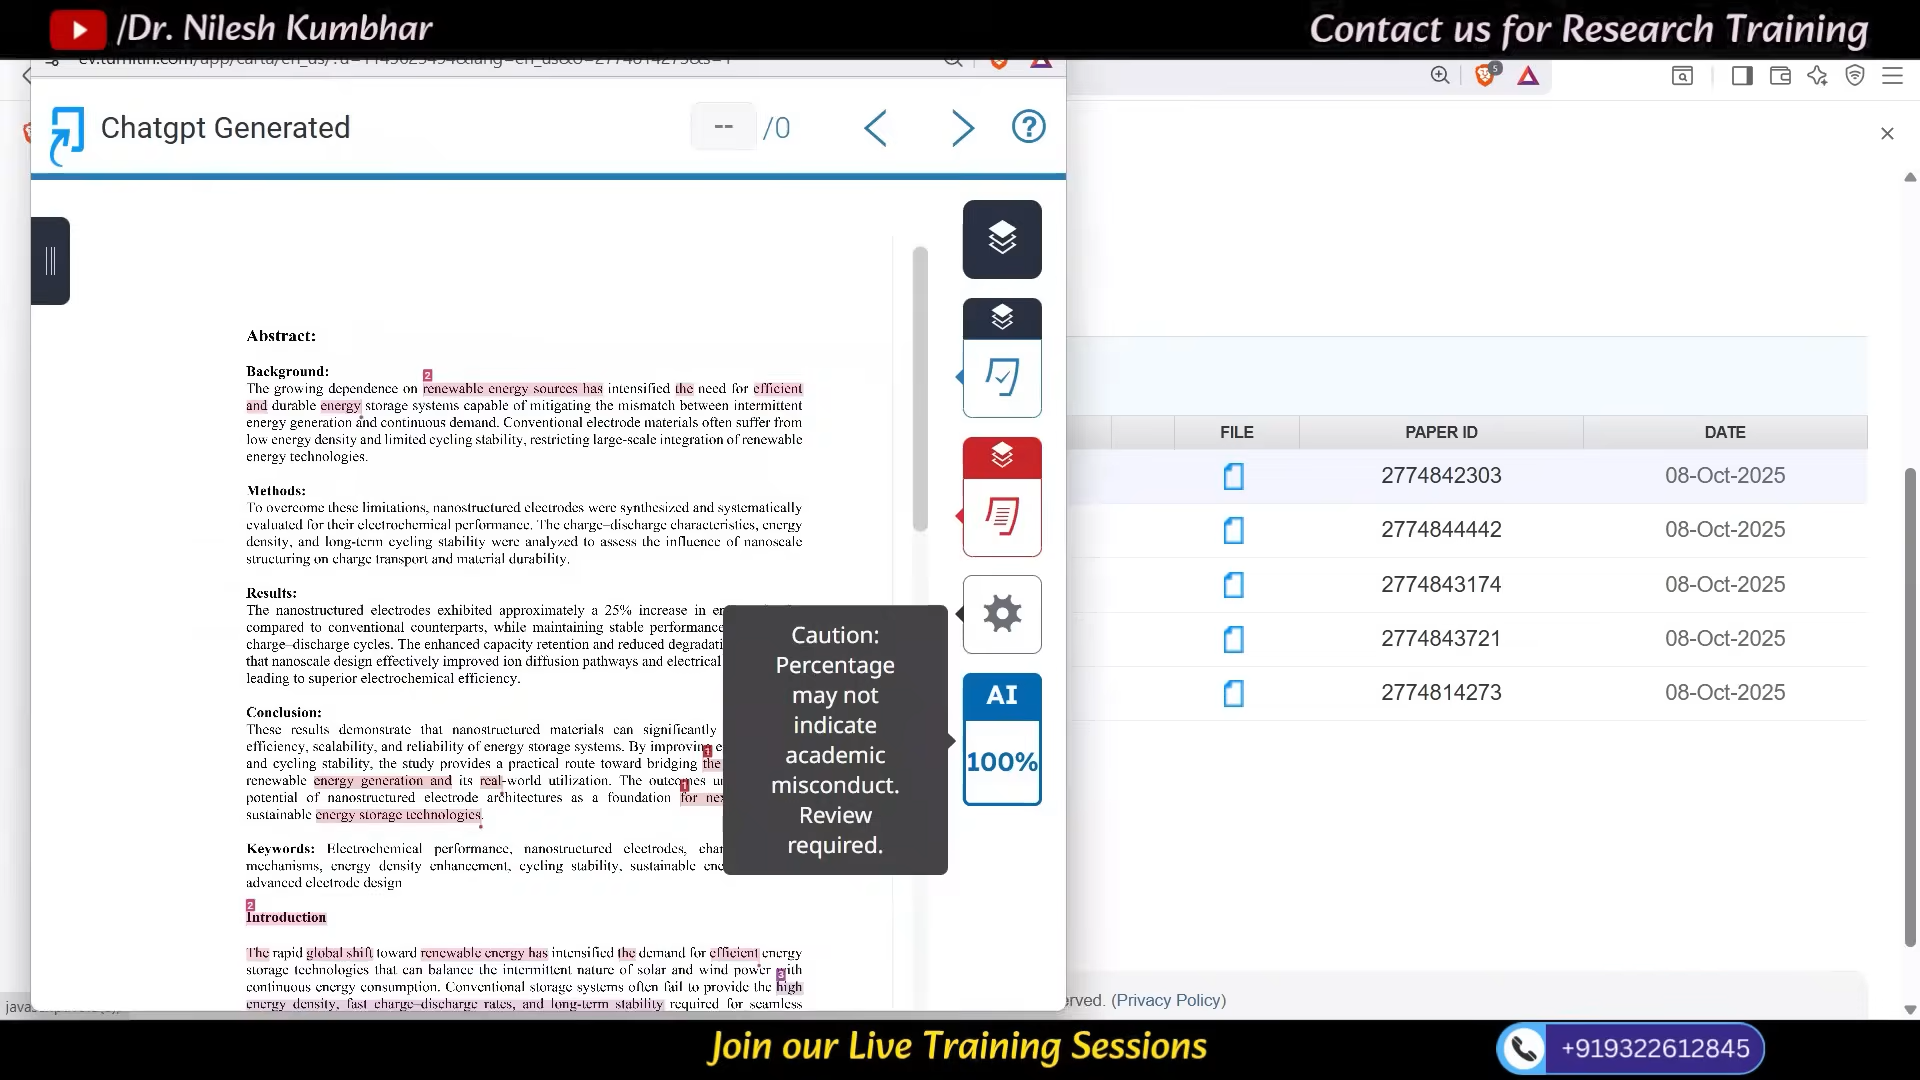 /Dr. Nilesh Kumbhar
Contact us for Research Training
5
Chatgpt Generated
--
/0
?
Abstract:
Background:
2
The growing dependence on renewable energy sources has intensified the need for efficient
and durable energy storage systems capable of mitigating the mismatch between intermittent
energy generation and continuous demand. Conventional electrode materials often suffer from
low energy density and limited cycling stability, restricting large-scale integration of renewable
energy technologies.
Methods:
To overcome these limitations, nanostructured electrodes were synthesized and systematically
evaluated for their electrochemical performance. The charge–discharge characteristics, energy
density, and long-term cycling stability were analyzed to assess the influence of nanoscale
structuring on charge transport and material durability.
Results:
The nanostructured electrodes exhibited approximately a 25% increase in
compared to conventional counterparts, while maintaining stable performance
charge–discharge cycles. The enhanced capacity retention and reduced
that nanoscale design effectively improved ion diffusion pathways and electrical
leading to superior electrochemical efficiency.
Conclusion:
These results demonstrate that nanostructured materials can significantly
efficiency, scalability, and reliability of energy storage systems. By improving
1
and cycling stability, the study provides a practical route toward bridging the
renewable energy generation and its real-world utilization. The outcomes
1
potential of nanostructured electrode architectures as a foundation for
sustainable energy storage technologies.
Keywords: Electrochemical performance, nanostructured electrodes,
mechanisms, energy density enhancement, cycling stability, sustainable
advanced electrode design
2
Introduction
The rapid global shift toward renewable energy has intensified the demand for efficient energy
storage technologies that can balance the intermittent nature of solar and wind power with
3
continuous energy consumption. Conventional storage systems often fail to provide the high
energy density, fast charge–discharge rates, and long-term stability required for seamless
Caution:
Percentage
may not
indicate
academic
misconduct.
Review
required.
AI
100%
FILE PAPER ID DATE
2774842303 08-Oct-2025
2774844442 08-Oct-2025
2774843174 08-Oct-2025
2774843721 08-Oct-2025
2774814273 08-Oct-2025
(Privacy Policy)
Join our Live Training Sessions
+919322612845